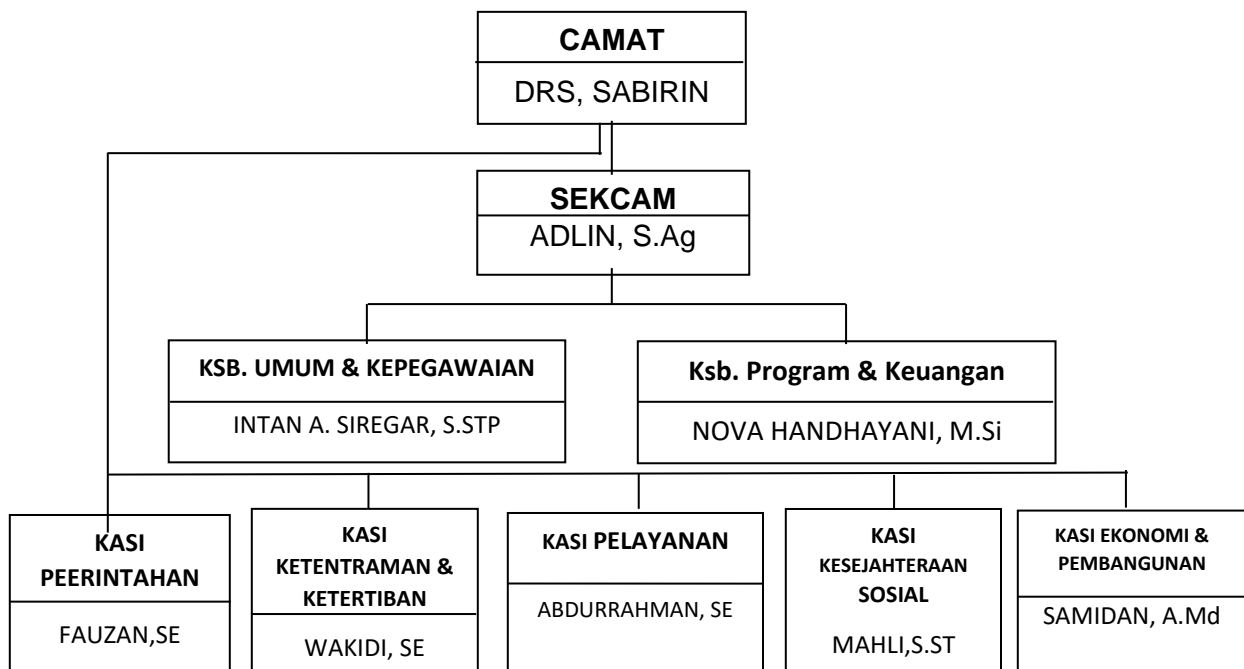 CAMAT
DRS, SABIRIN
SEKCAM
ADLIN, S.Ag
KSB. UMUM & KEPEGAWAIAN
INTAN A. SIREGAR, S.STP
Ksb. Program & Keuangan
NOVA HANDHAYANI, M.Si
KASI
PEERINTAHAN
FAUZAN,SE
KASI
KETENTRAMAN &
KETERTIBAN
WAKIDI, SE
KASI PELAYANAN
ABDURRAHMAN, SE
KASI
KESEJAHTERAAN
SOSIAL
MAHLI,S.ST
KASI EKONOMI &
PEMBANGUNAN
SAMIDAN, A.Md